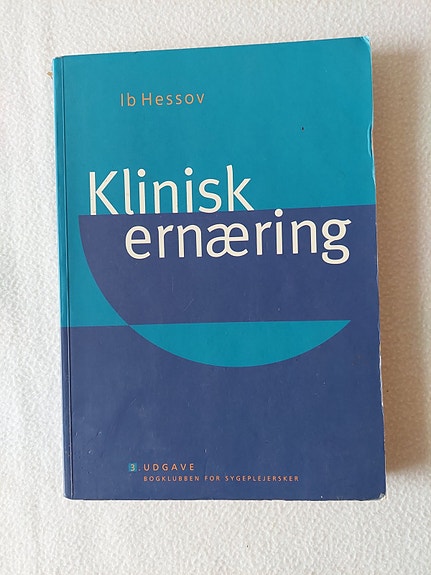 Ib Hessov
Klinisk
ernæring
3. UDGAVE
BOGKLUBBEN FOR SYGEPLEJERSKER